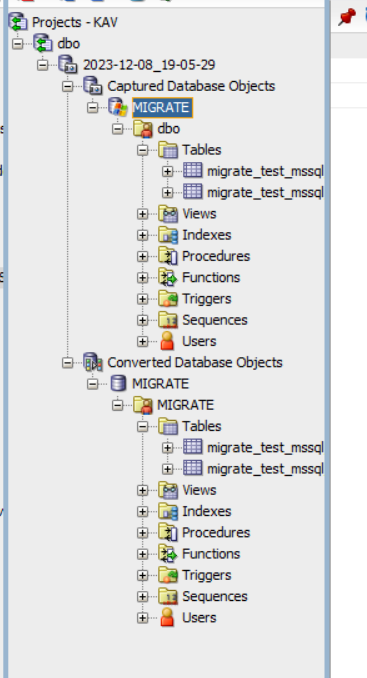 Projects - KAV
dbo
2023-12-08_19-05-29
Captured Database Objects
MIGRATE
dbo
Tables
migrate_test_mssql
migrate_test_mssql
Views
Indexes
Procedures
Functions
Triggers
Sequences
Users
Converted Database Objects
MIGRATE
MIGRATE
Tables
migrate_test_mssql
migrate_test_mssql
Views
Indexes
Procedures
Functions
Triggers
Sequences
Users